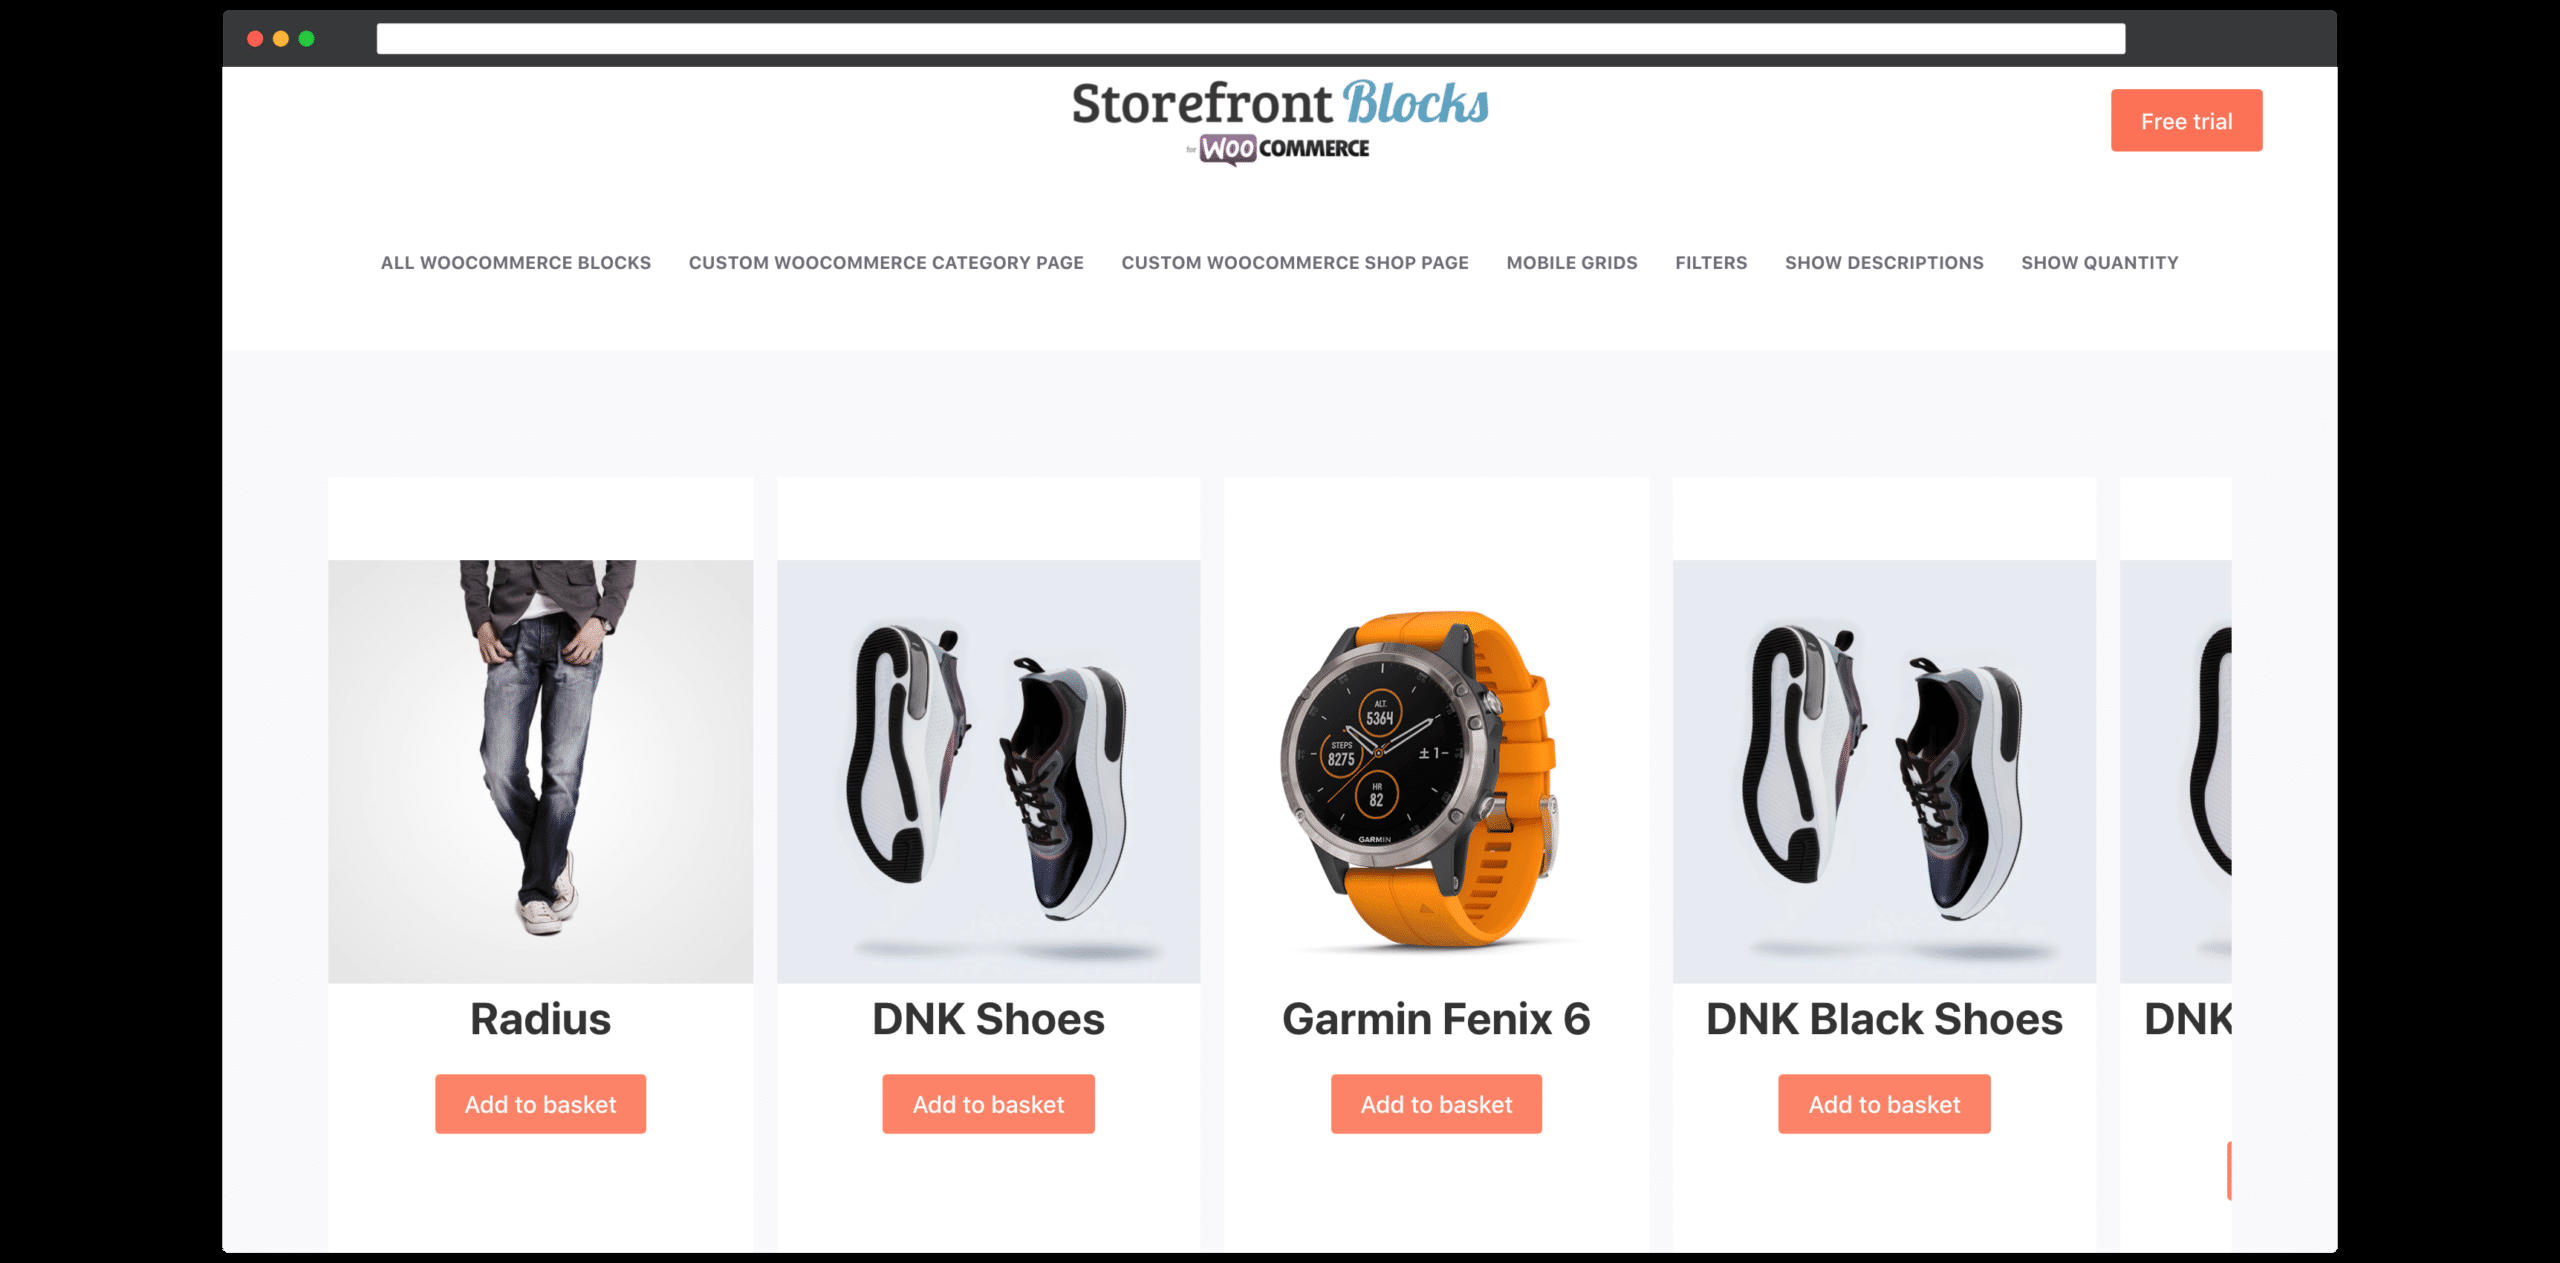 Storefront Blocks
for WOO COMMERCE
Free trial
ALL WOOCOMMERCE BLOCKS
CUSTOM WOOCOMMERCE CATEGORY PAGE
CUSTOM WOOCOMMERCE SHOP PAGE
MOBILE GRIDS
FILTERS
SHOW DESCRIPTIONS
SHOW QUANTITY
ALT.
5364
STEPS
8275
± 1-
HR
82
GARMIN
Radius
DNK Shoes
Garmin Fenix 6
DNK Black Shoes
DNK
Add to basket
Add to basket
Add to basket
Add to basket